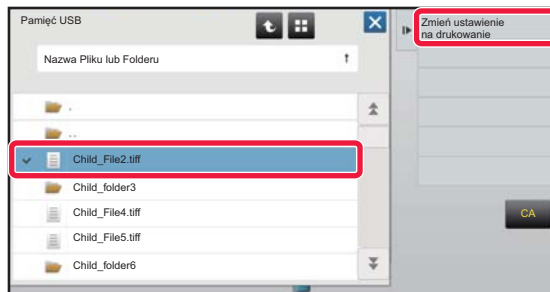 Pamięć USB
Nazwa Pliku lub Folderu
.
..
Child_File2.tiff
Child_folder3
Child_File4.tiff
Child_File5.tiff
Child_folder6
Zmień ustawienie
na drukowanie
CA